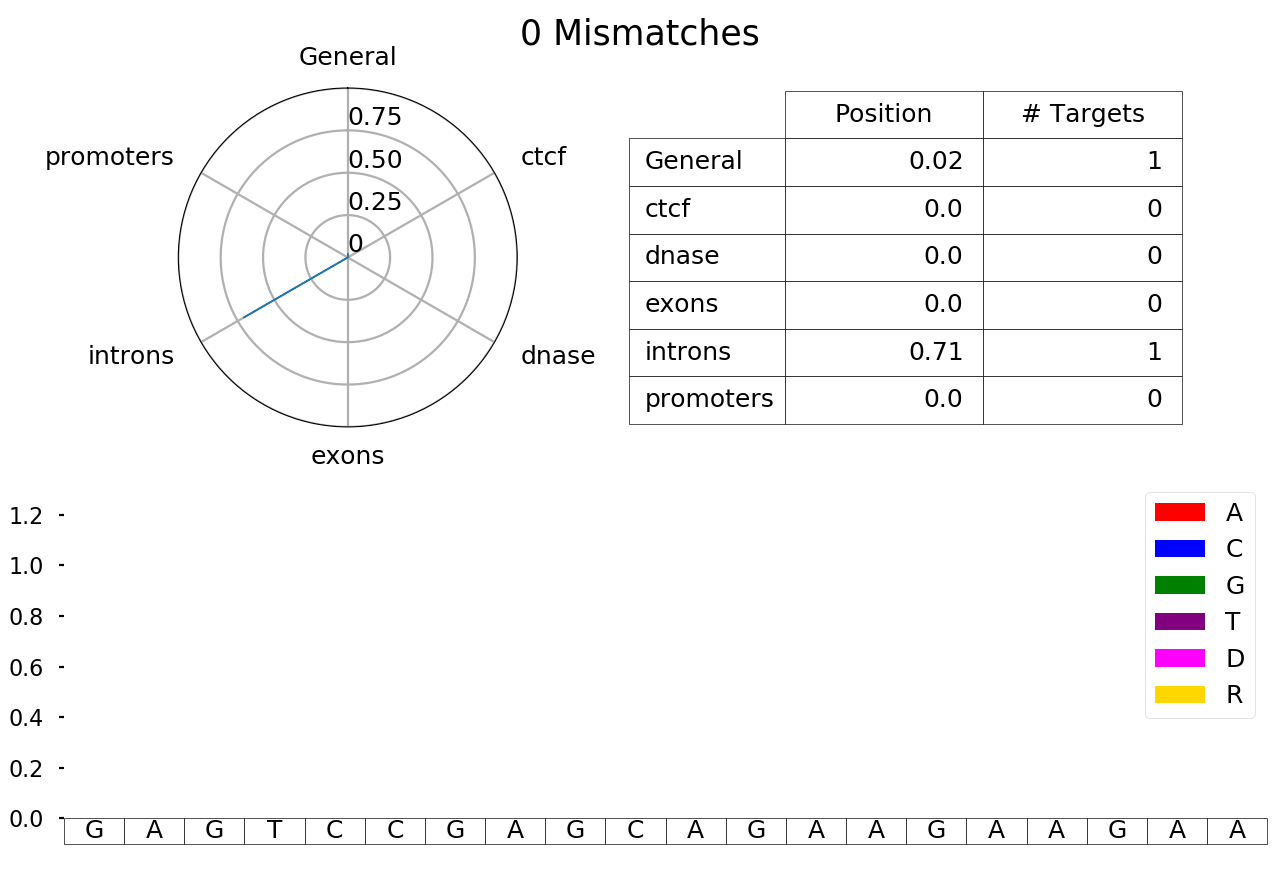 0 Mismatches
General
promoters
ctcf
0.75
0.50
0.25
0
introns
dnase
exons
Position # Targets
General 0.02 1
ctcf 0.0 0
dnase 0.0 0
exons 0.0 0
introns 0.71 1
promoters 0.0 0
1.2
1.0
0.8
0.6
0.4
0.2
0.0
A
C
G
T
D
R
G A G T C C G A G C A G A A G A A G A A